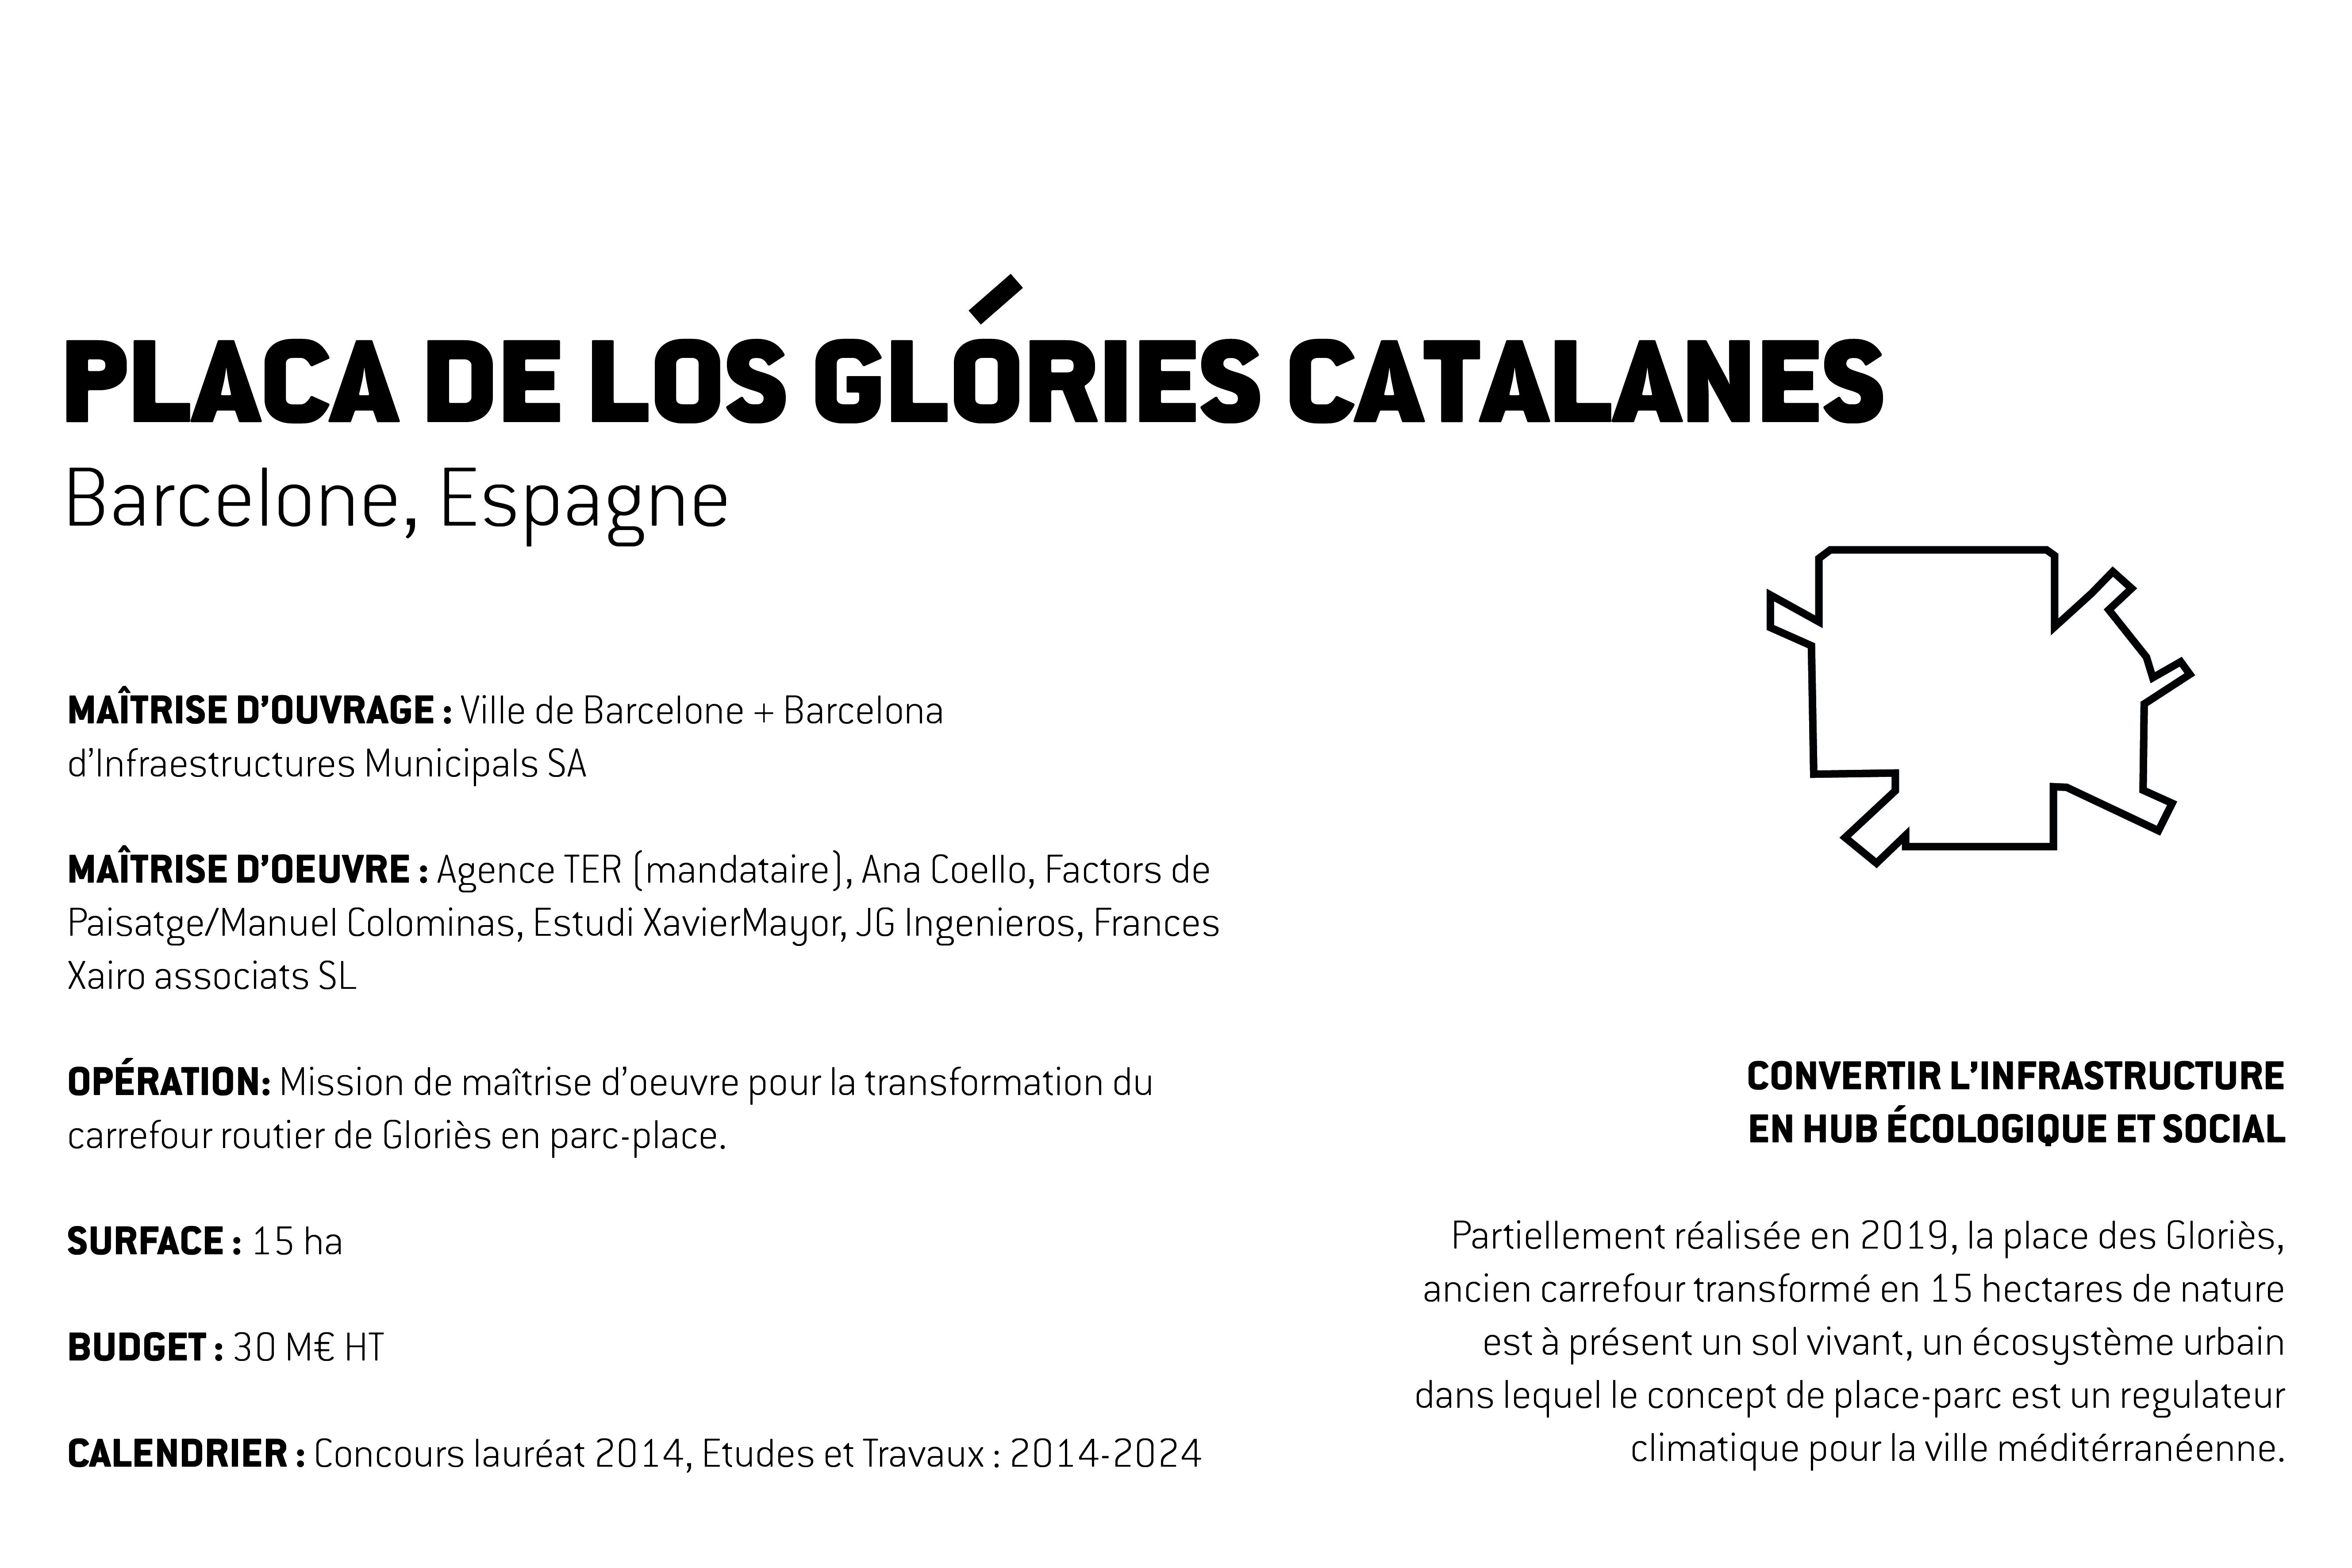 PLACA DE LOS GLÓRIES CATALANES
Barcelone, Espagne
MAÎTRISE D’OUVRAGE : Ville de Barcelone + Barcelona
d’Infraestructures Municipals SA
MAÎTRISE D’OEUVRE : Agence TER (mandataire), Ana Coello, Factors de
Paisatge/Manuel Colominas, Estudi XavierMayor, JG Ingenieros, Frances
Xairo associats SL
OPÉRATION: Mission de maîtrise d’oeuvre pour la transformation du
carrefour routier de Gloriès en parc-place.
SURFACE : 15 ha
BUDGET : 30 M€ HT
CALENDRIER : Concours lauréat 2014, Etudes et Travaux : 2014-2024
CONVERTIR L’INFRASTRUCTURE
EN HUB ÉCOLOGIQUE ET SOCIAL
Partiellement réalisée en 2019, la place des Gloriès,
ancien carrefour transformé en 15 hectares de nature
est à présent un sol vivant, un écosystème urbain
dans lequel le concept de place-parc est un regulateur
climatique pour la ville méditérranéenne.